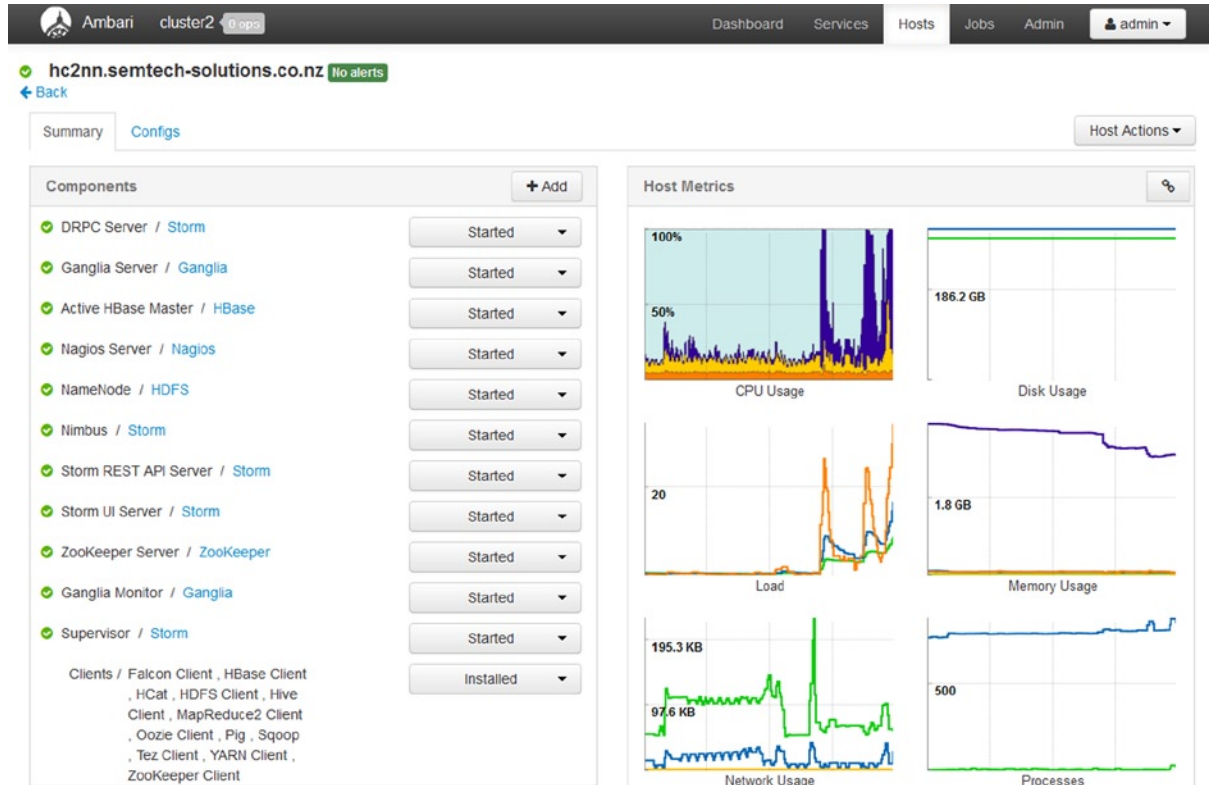 Ambari cluster2 0 ops Dashboard Services Hosts Jobs Admin admin
hc2nn.semtech-solutions.co.nz No alerts
Back
Summary Configs Host Actions
Components + Add
DRPC Server / Storm Started
Ganglia Server / Ganglia Started
Active HBase Master / HBase Started
Nagios Server / Nagios Started
NameNode / HDFS Started
Nimbus / Storm Started
Storm REST API Server / Storm Started
Storm UI Server / Storm Started
ZooKeeper Server / ZooKeeper Started
Ganglia Monitor / Ganglia Started
Supervisor / Storm Started
Clients / Falcon Client , HBase Client Installed
, HCat , HDFS Client , Hive
Client , MapReduce2 Client
, Oozie Client , Pig , Sqoop
, Tez Client , YARN Client ,
ZooKeeper Client
Host Metrics
100%
50%
CPU Usage
186.2 GB
Disk Usage
20
Load
1.8 GB
Memory Usage
195.3 KB
97.6 KB
Network Usage
500
Processes